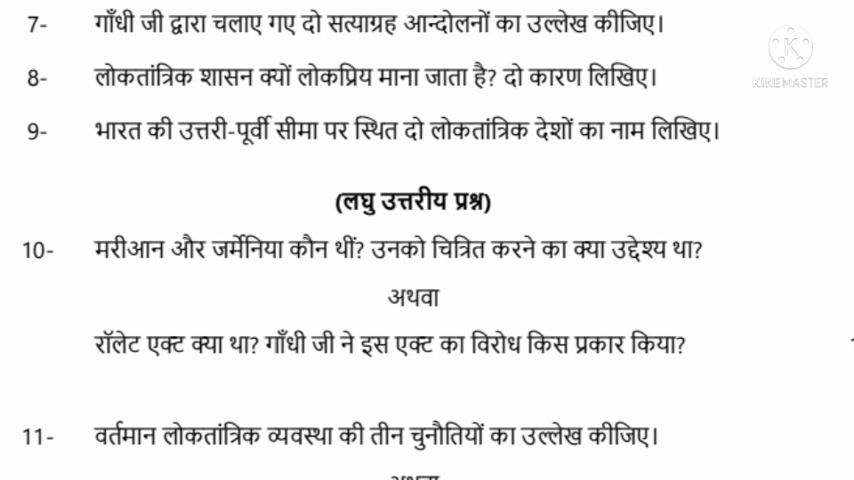 7- गाँधी जी द्वारा चलाए गए दो सत्याग्रह आन्दोलनों का उल्लेख कीजिए।
KINEMASTER
8- लोकतांत्रिक शासन क्यों लोकप्रिय माना जाता है? दो कारण लिखिए।
9- भारत की उत्तरी-पूर्वी सीमा पर स्थित दो लोकतांत्रिक देशों का नाम लिखिए।
(लघु उत्तरीय प्रश्न)
10- मरीआन और जर्मेनिया कौन थीं? उनको चित्रित करने का क्या उद्देश्य था?
अथवा
रॉलेट एक्ट क्या था? गाँधी जी ने इस एक्ट का विरोध किस प्रकार किया?
11- वर्तमान लोकतांत्रिक व्यवस्था की तीन चुनौतियों का उल्लेख कीजिए।